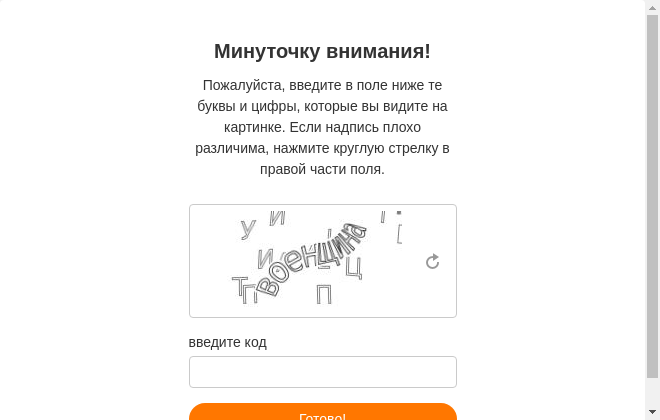 Минуточку внимания!
Пожалуйста, введите в поле ниже те
буквы и цифры, которые вы видите на
картинке. Если надпись плохо
различима, нажмите круглую стрелку в
правой части поля.
военщина
введите код
Готово!